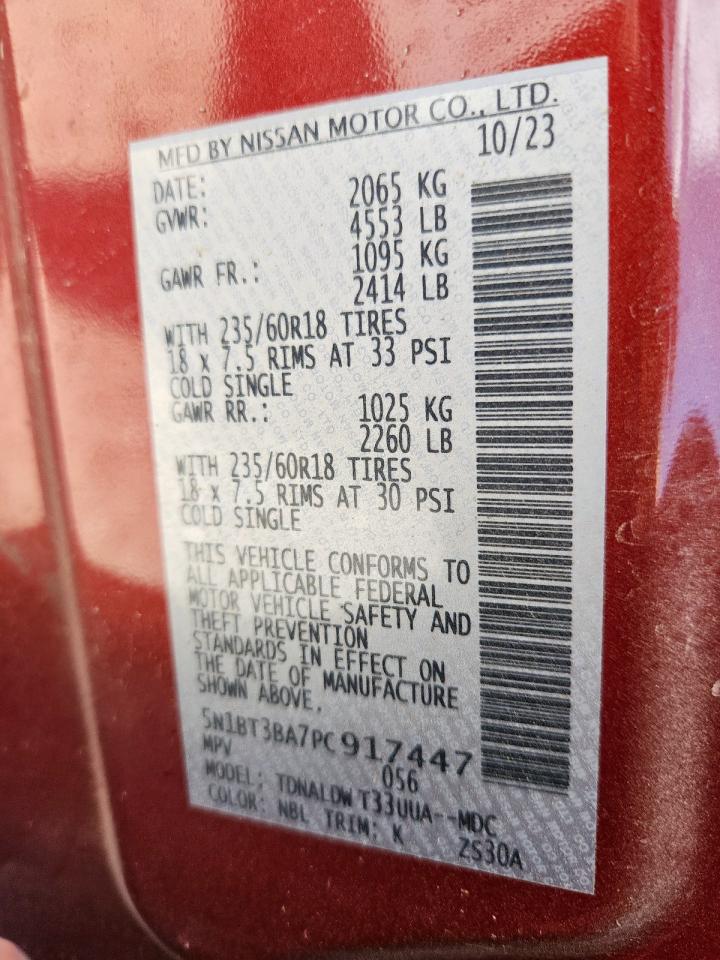 MFD BY NISSAN MOTOR CO., LTD.
DATE: 10/23
GVWR: 2065 KG
4553 LB
GAWR FR.: 1095 KG
2414 LB
WITH 235/60R18 TIRES
18 x 7.5 RIMS AT 33 PSI
COLD SINGLE
GAWR RR.: 1025 KG
2260 LB
WITH 235/60R18 TIRES
18 x 7.5 RIMS AT 30 PSI
COLD SINGLE
THIS VEHICLE CONFORMS TO
ALL APPLICABLE FEDERAL
MOTOR VEHICLE SAFETY AND
THEFT PREVENTION
STANDARDS IN EFFECT ON
THE DATE OF MANUFACTURE
SHOWN ABOVE.
5N1BT3BA7PC917447
MPV 056
MODEL: TDNALDW T33UUA--MDC
COLOR: NBL TRIM: K ZS30A